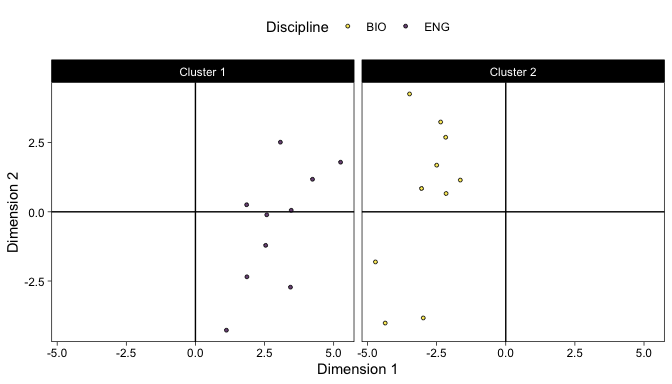 Discipline BIO ENG
Cluster 1 Cluster 2
Dimension 2
2.5
0.0
-2.5
-5.0 -2.5 0.0 2.5 5.0 -5.0 -2.5 0.0 2.5 5.0
Dimension 1